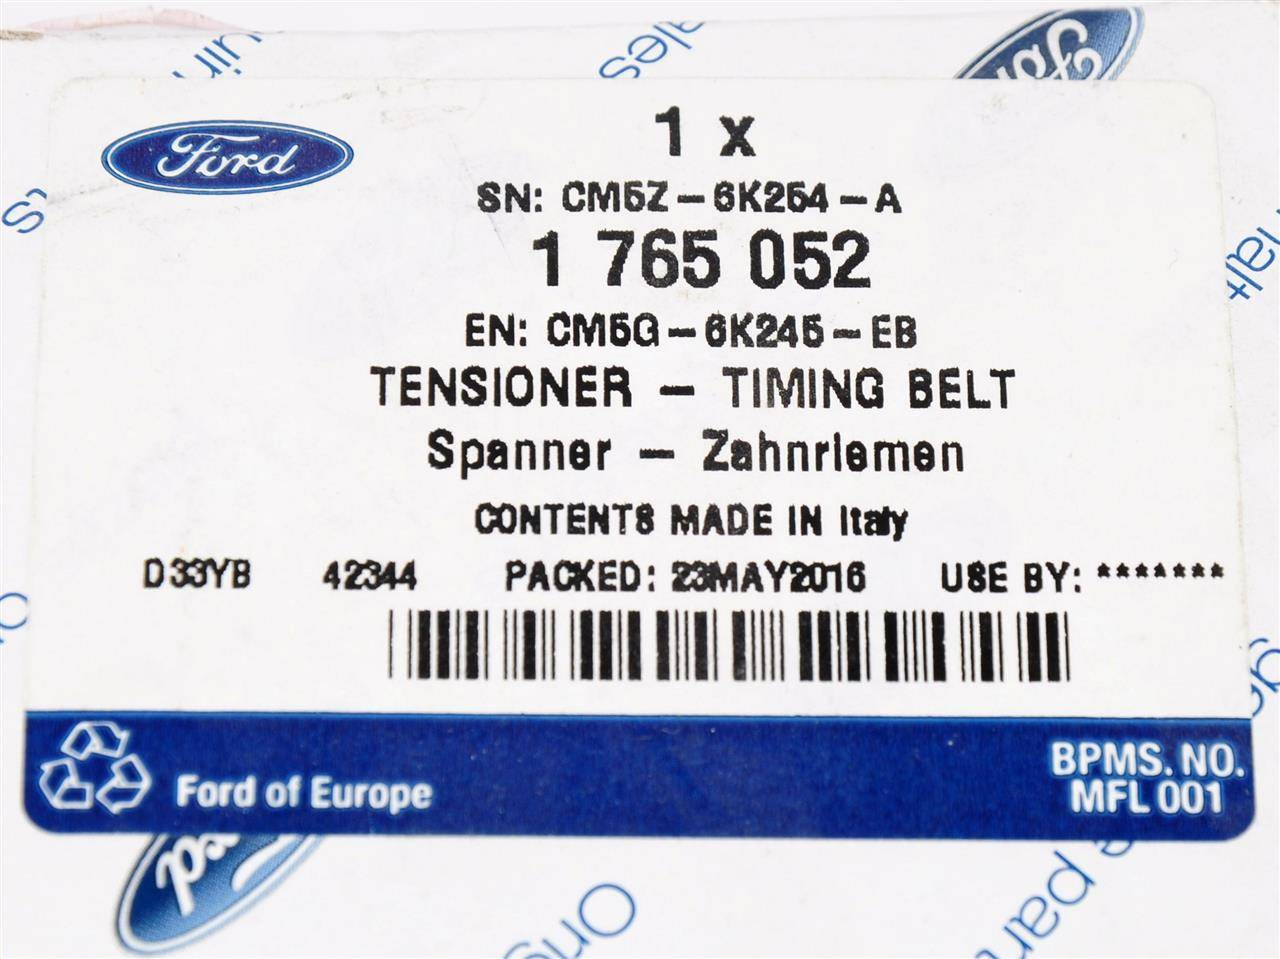 Ford
1 x
SN: CM5Z-6K254-A
1 765 052
EN: CM5G-6K245-EB
TENSIONER - TIMING BELT
Spanner - Zahnriemen
CONTENTS MADE IN Italy
D33YB 42344 PACKED: 23MAY2016 USE BY: *******
Ford of Europe
BPMS. NO.
MFL 001